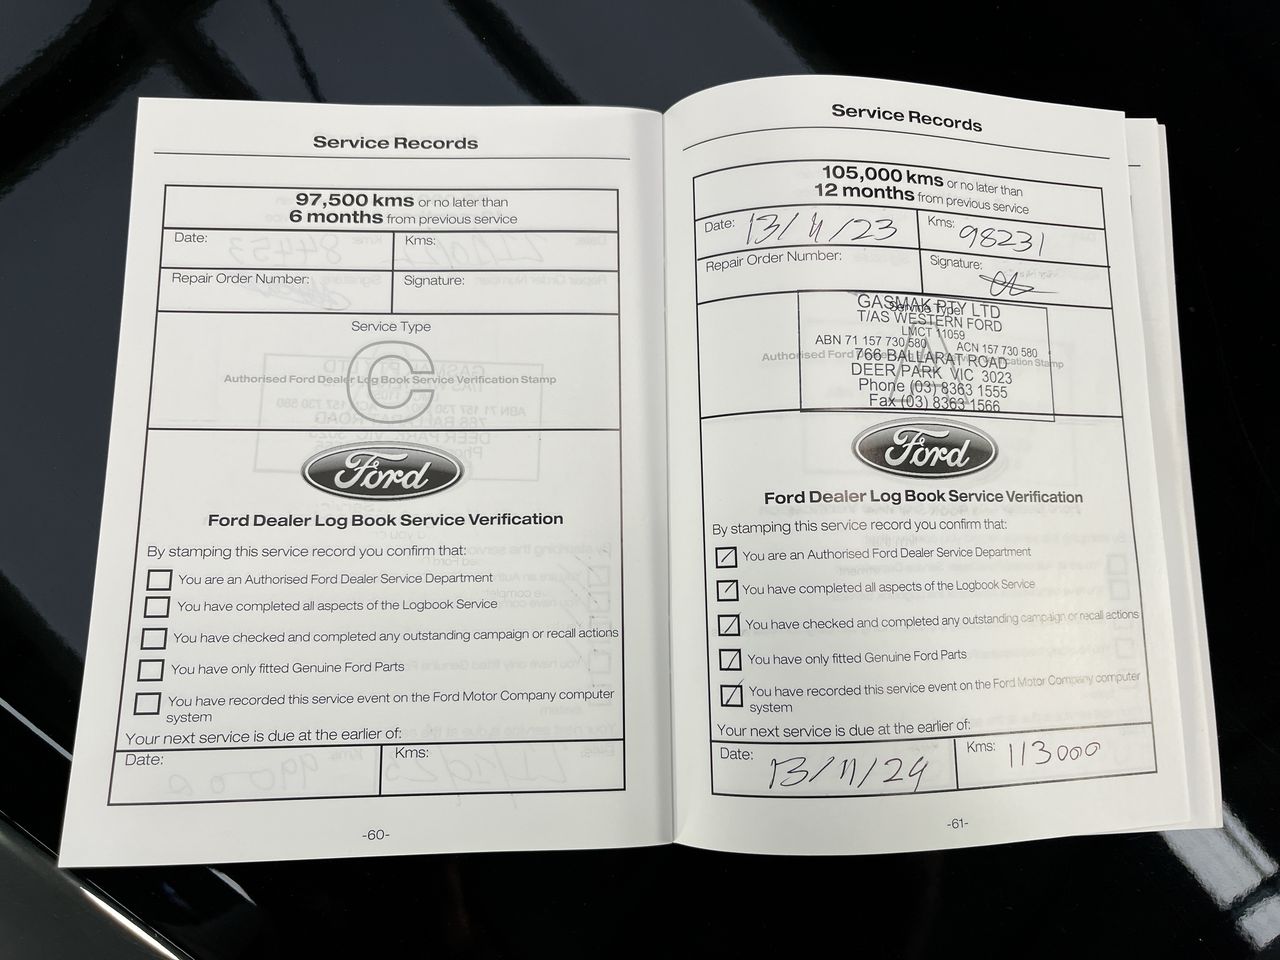 Service Records
97,500 kms or no later than
6 months from previous service
Date:
Kms:
Repair Order Number:
Signature:
Service Type
C
Authorised Ford Dealer Log Book Service Verification Stamp
Ford
Ford Dealer Log Book Service Verification
By stamping this service record you confirm that:
You are an Authorised Ford Dealer Service Department
You have completed all aspects of the Logbook Service
You have checked and completed any outstanding campaign or recall actions
You have only fitted Genuine Ford Parts
You have recorded this service event on the Ford Motor Company computer
system
Your next service is due at the earlier of:
Date:
Kms:
-60-
Service Records
105,000 kms or no later than
12 months from previous service
Date: 13/11/23
Kms: 98231
Repair Order Number:
Signature:
Service Type
GASMAK PTY LTD
T/AS WESTERN FORD
LMCT 11059
ABN 71 157 730 580 ACN 157 730 580
766 BALLARAT ROAD
DEER PARK VIC 3023
Phone (03) 8363 1555
Fax (03) 8363 1566
A
Authorised Ford Stamp
Ford
Ford Dealer Log Book Service Verification
By stamping this service record you confirm that:
You are an Authorised Ford Dealer Service Department
You have completed all aspects of the Logbook Service
You have checked and completed any outstanding campaign or recall actions
You have only fitted Genuine Ford Parts
You have recorded this service event on the Ford Motor Company computer
system
Your next service is due at the earlier of:
Date: 13/11/24
Kms: 113000
-61-